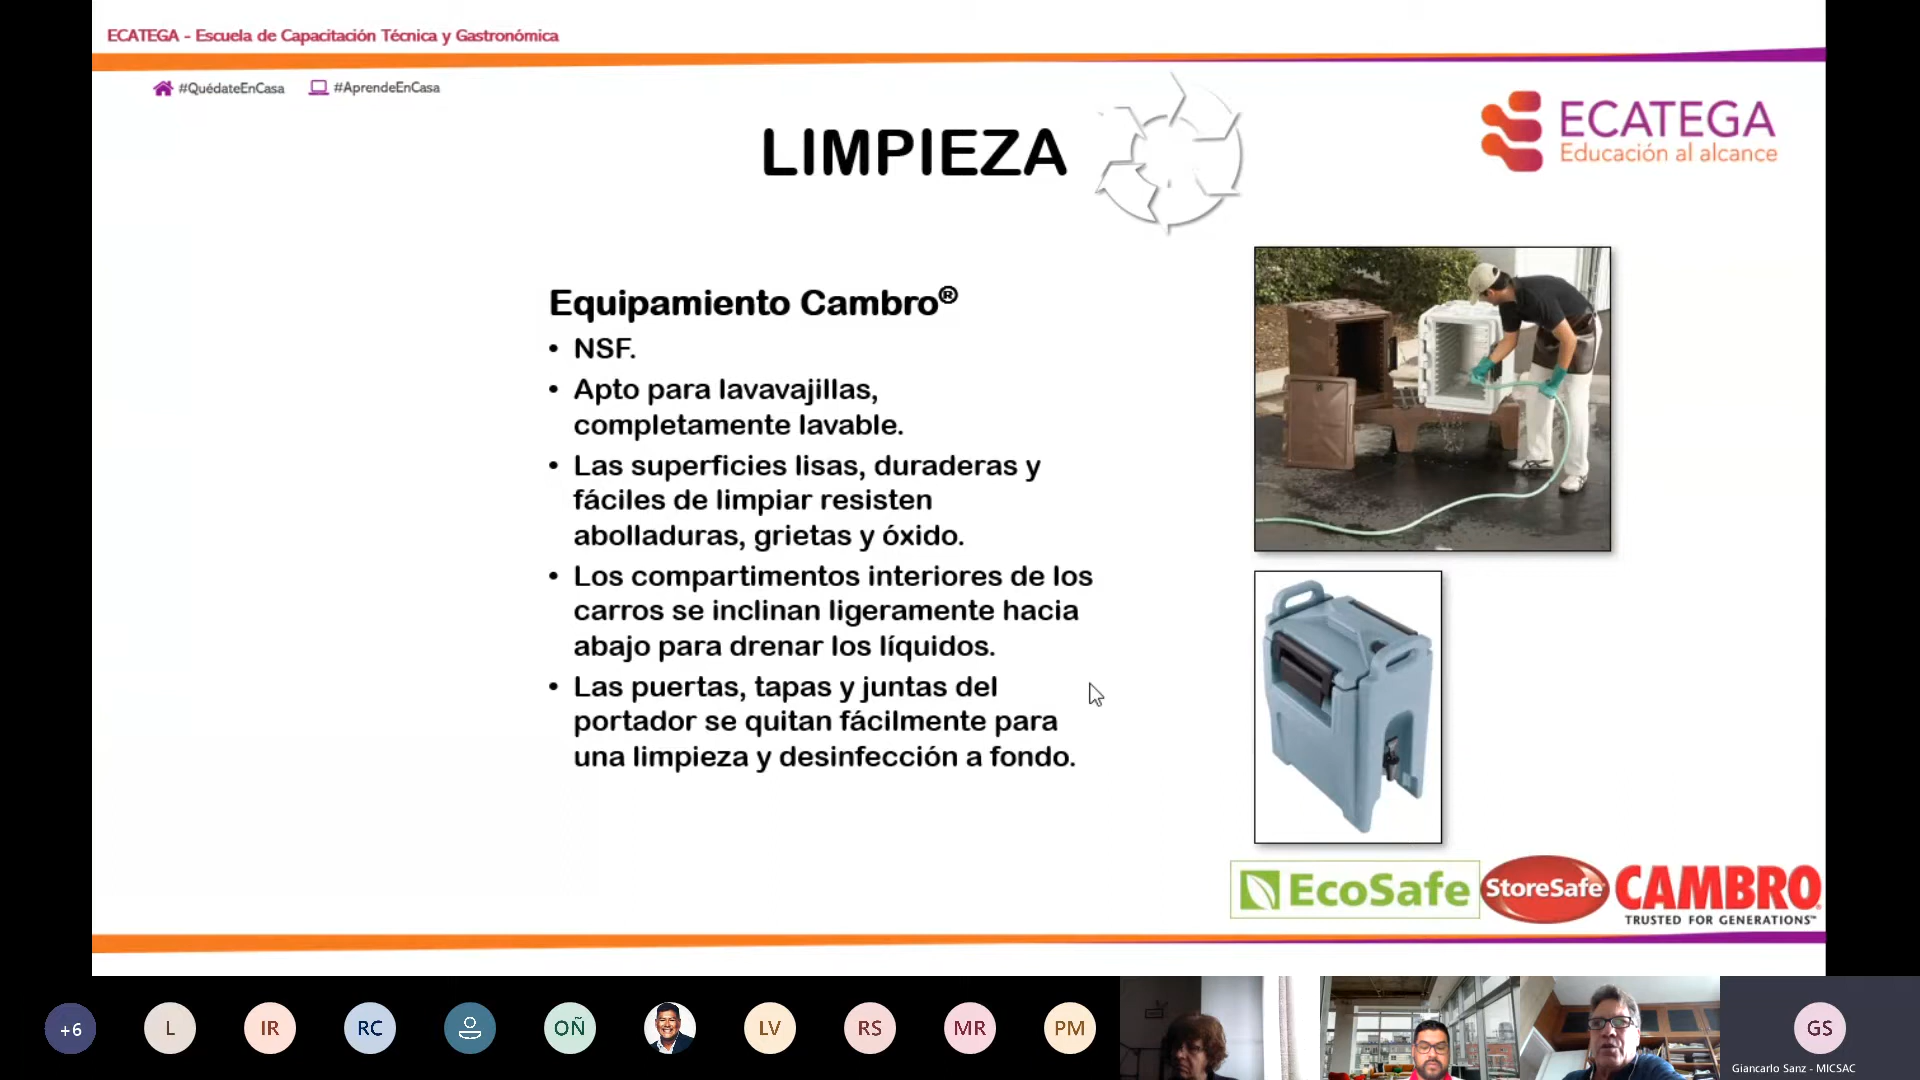 ECATEGA - Escuela de Capacitación Técnica y Gastronómica
#QuédateEnCasa #AprendeEnCasa
LIMPIEZA
ECATEGA
Educación al alcance
Equipamiento Cambro®
• NSF.
• Apto para lavavajillas,
completamente lavable.
• Las superficies lisas, duraderas y
fáciles de limpiar resisten
abolladuras, grietas y óxido.
• Los compartimentos interiores de los
carros se inclinan ligeramente hacia
abajo para drenar los líquidos.
• Las puertas, tapas y juntas del
portador se quitan fácilmente para
una limpieza y desinfección a fondo.
EcoSafe
StoreSafe
CAMBRO
TRUSTED FOR GENERATIONS™
+6
L
IR
RC
OÑ
LV
RS
MR
PM
GS
Giancarlo Sanz - MICSAC